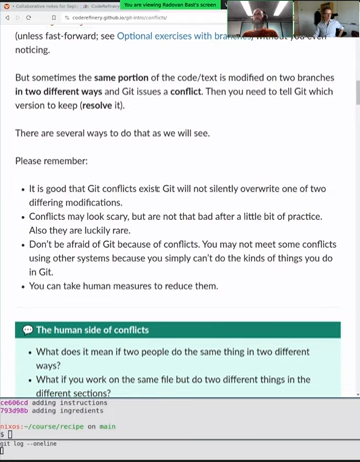 Collaborative notes for Sep
CodeRefinery
You are viewing Radovan Bast's screen
coderefinery.github.io/git-intro/conflicts/
(unless fast-forward; see Optional exercises with branches) without you even
noticing.
But sometimes the same portion of the code/text is modified on two branches
in two different ways and Git issues a conflict. Then you need to tell Git which
version to keep (resolve it).
There are several ways to do that as we will see.
Please remember:
• It is good that Git conflicts exist: Git will not silently overwrite one of two
differing modifications.
• Conflicts may look scary, but are not that bad after a little bit of practice.
Also they are luckily rare.
• Don't be afraid of Git because of conflicts. You may not meet some conflicts
using other systems because you simply can't do the kinds of things you do
in Git.
• You can take human measures to reduce them.
The human side of conflicts
• What does it mean if two people do the same thing in two different
ways?
• What if you work on the same file but do two different things in the
different sections?
ce606cd adding instructions
793d98b adding ingredients
nixos:~/course/recipe on main
$
git log --oneline